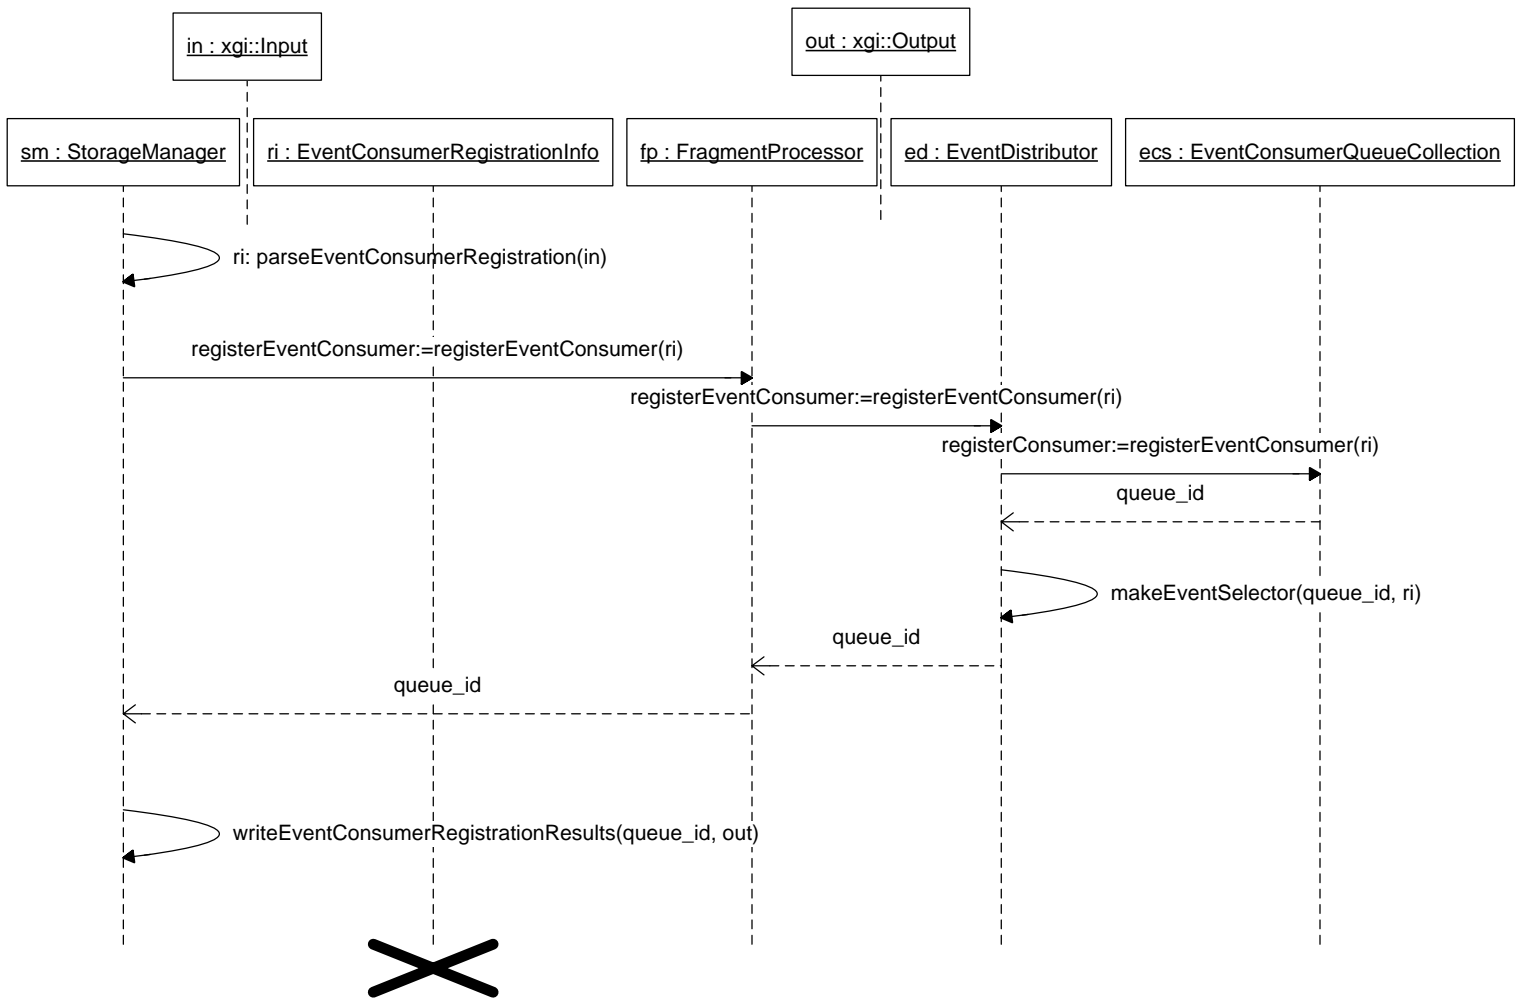 in : xgi::Input
out : xgi::Output
sm : StorageManager
ri : EventConsumerRegistrationInfo
fp : FragmentProcessor
ed : EventDistributor
ecs : EventConsumerQueueCollection
ri: parseEventConsumerRegistration(in)
registerEventConsumer:=registerEventConsumer(ri)
registerEventConsumer:=registerEventConsumer(ri)
registerConsumer:=registerEventConsumer(ri)
queue_id
makeEventSelector(queue_id, ri)
queue_id
queue_id
writeEventConsumerRegistrationResults(queue_id, out)